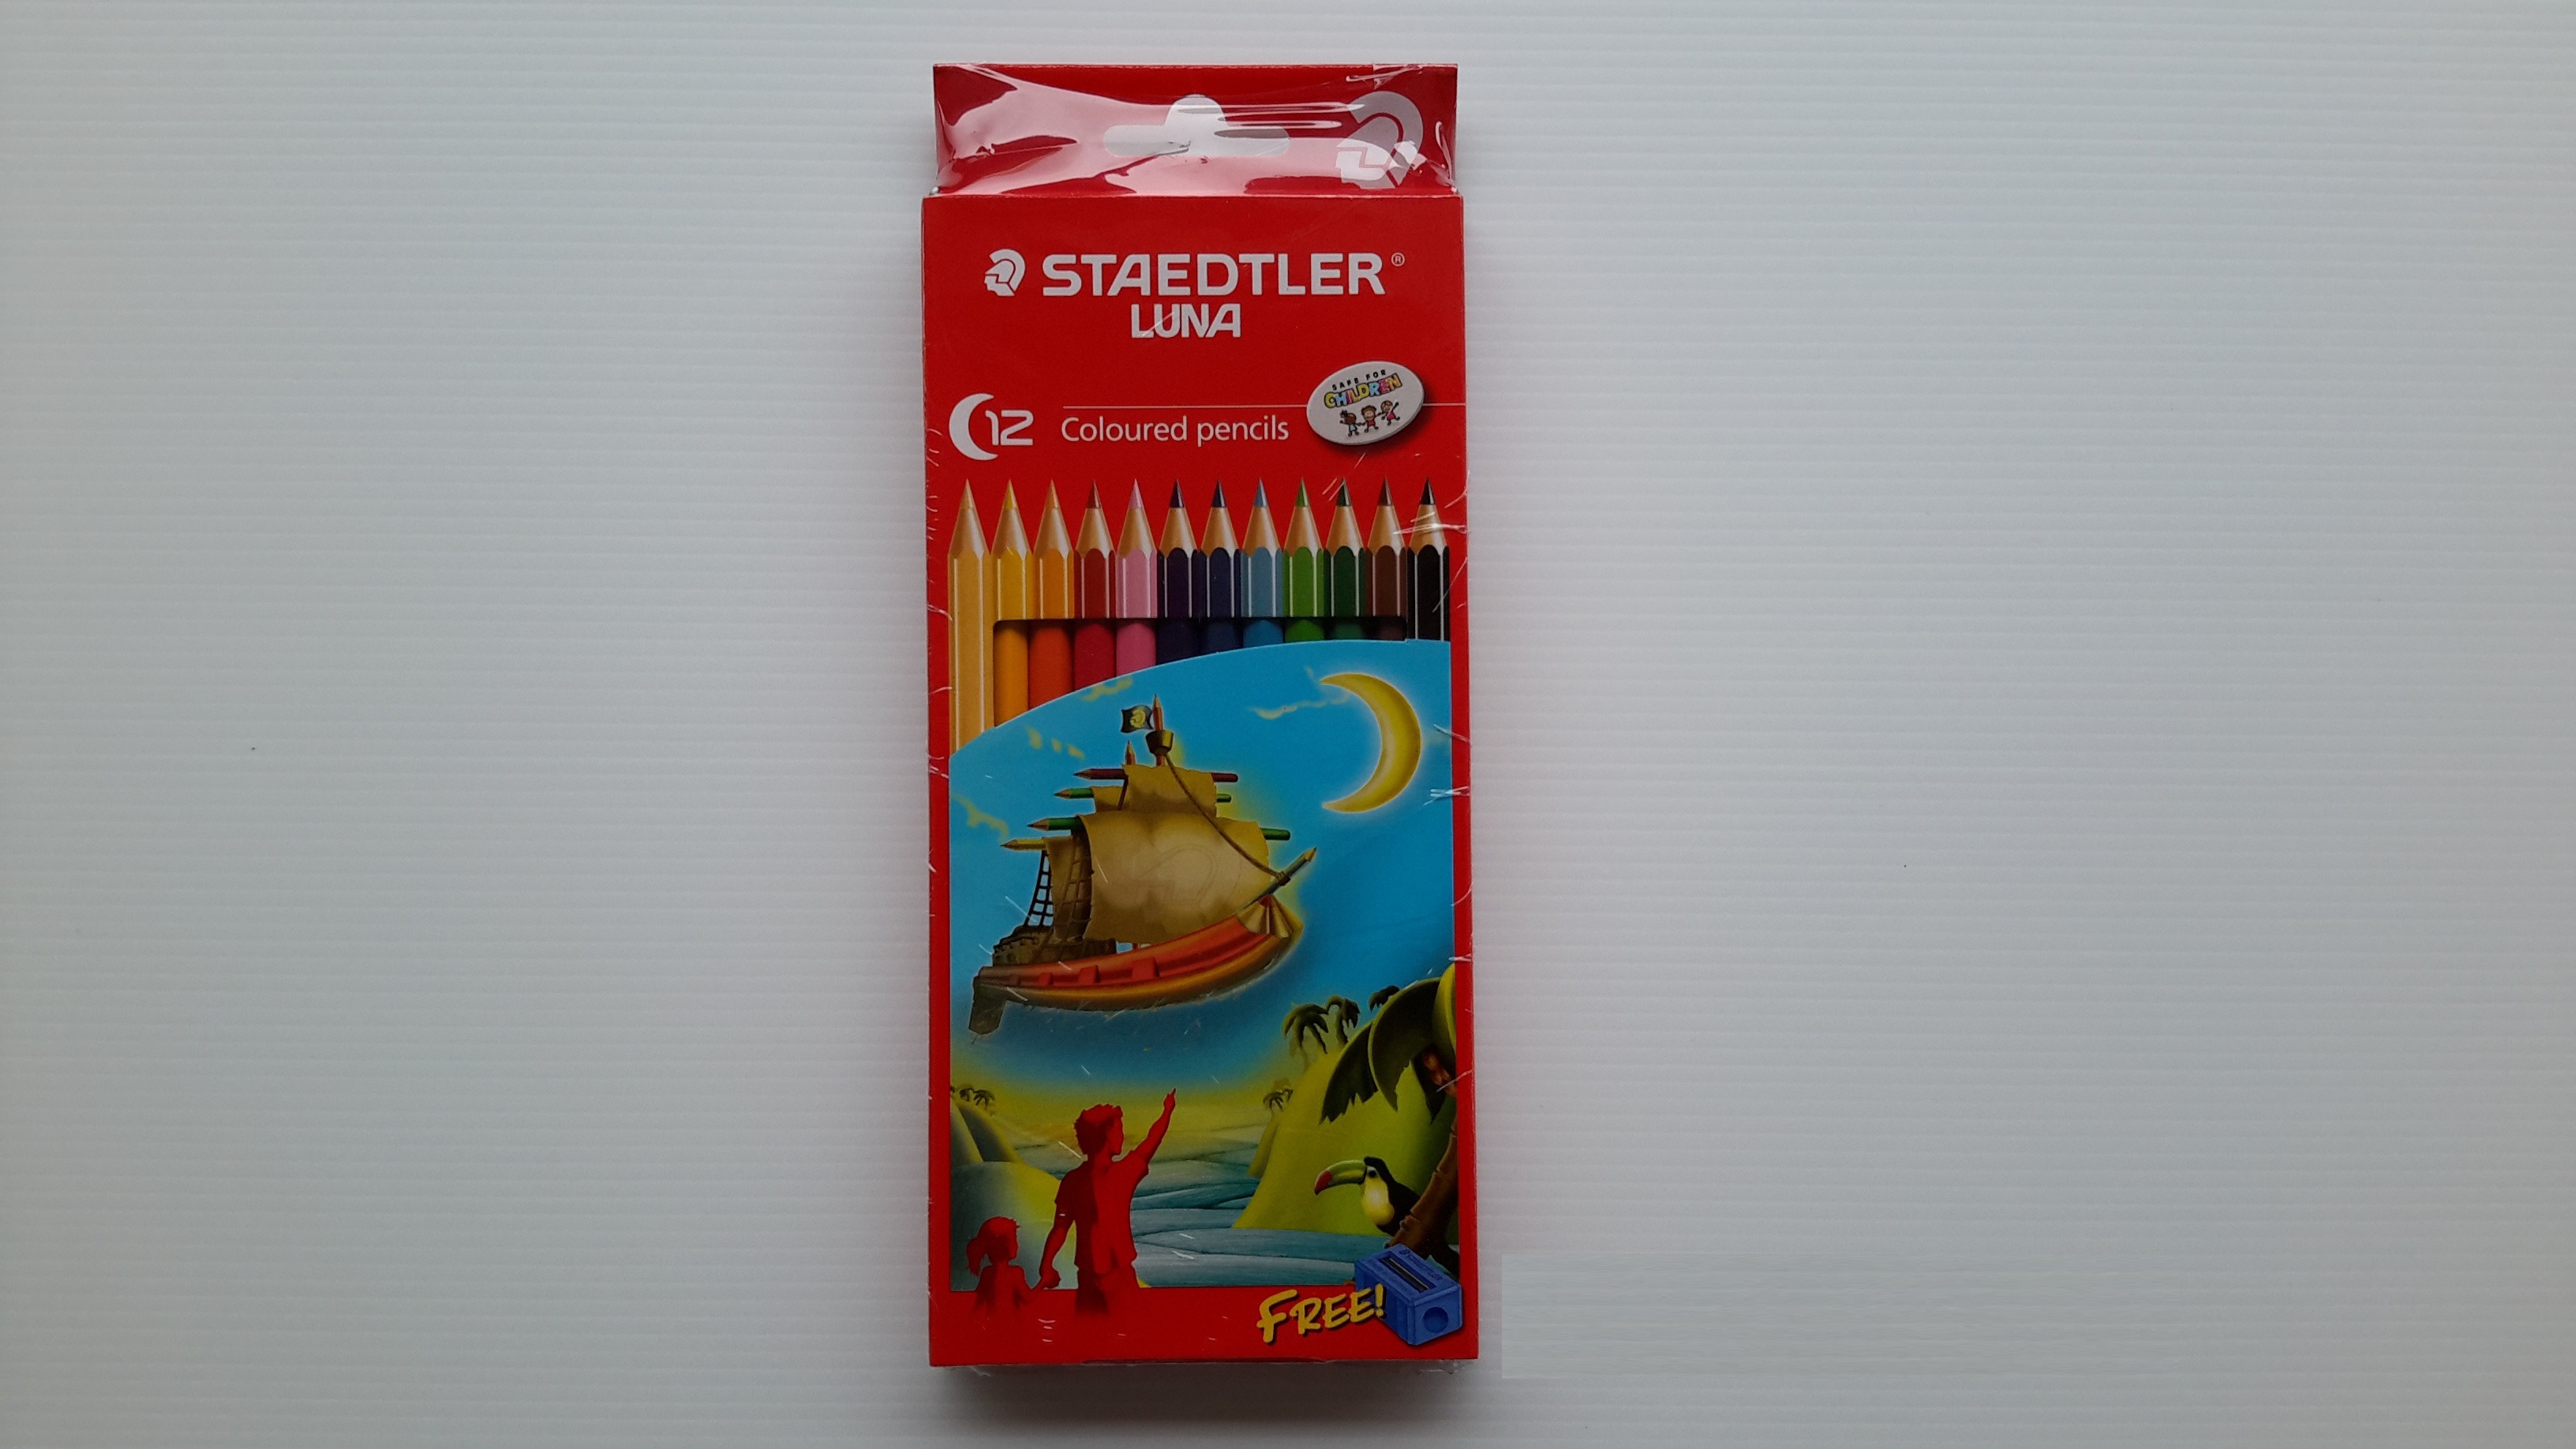 STAEDTLER®
LUNA
SAFE FOR
CHILDREN
12 Coloured pencils
FREE!